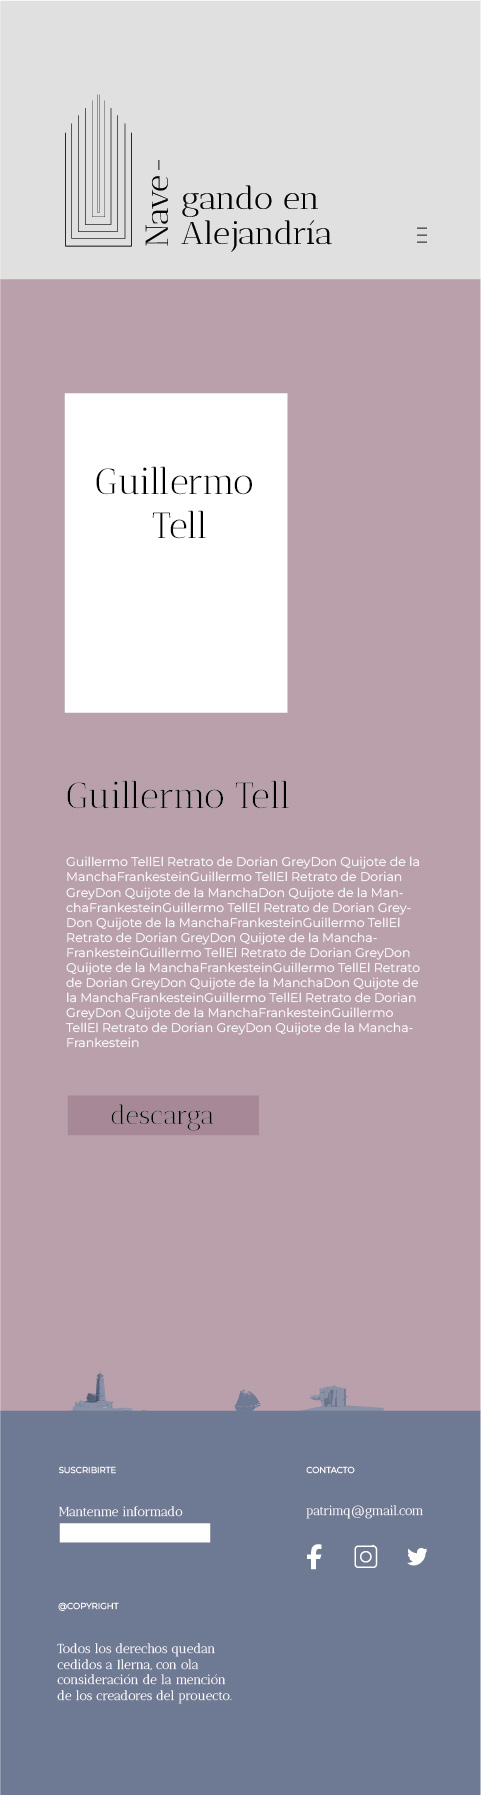 Nave-
gando en
Alejandría
Guillermo
Tell
Guillermo Tell
Guillermo TellEl Retrato de Dorian GreyDon Quijote de la
ManchaFrankesteinGuillermo TellEl Retrato de Dorian
GreyDon Quijote de la ManchaDon Quijote de la Man-
chaFrankesteinGuillermo TellEl Retrato de Dorian Grey-
Don Quijote de la ManchaFrankesteinGuillermo TellEl
Retrato de Dorian GreyDon Quijote de la Mancha-
FrankesteinGuillermo TellEl Retrato de Dorian GreyDon
Quijote de la ManchaFrankesteinGuillermo TellEl Retrato
de Dorian GreyDon Quijote de la ManchaDon Quijote de
la ManchaFrankesteinGuillermo TellEl Retrato de Dorian
GreyDon Quijote de la ManchaFrankesteinGuillermo
TellEl Retrato de Dorian GreyDon Quijote de la Mancha-
Frankestein
descarga
SUSCRIBIRTE
Mantenme informado
CONTACTO
patrimq@gmail.com
@COPYRIGHT
Todos los derechos quedan
cedidos a Ilerna, con ola
consideración de la mención
de los creadores del prouecto.